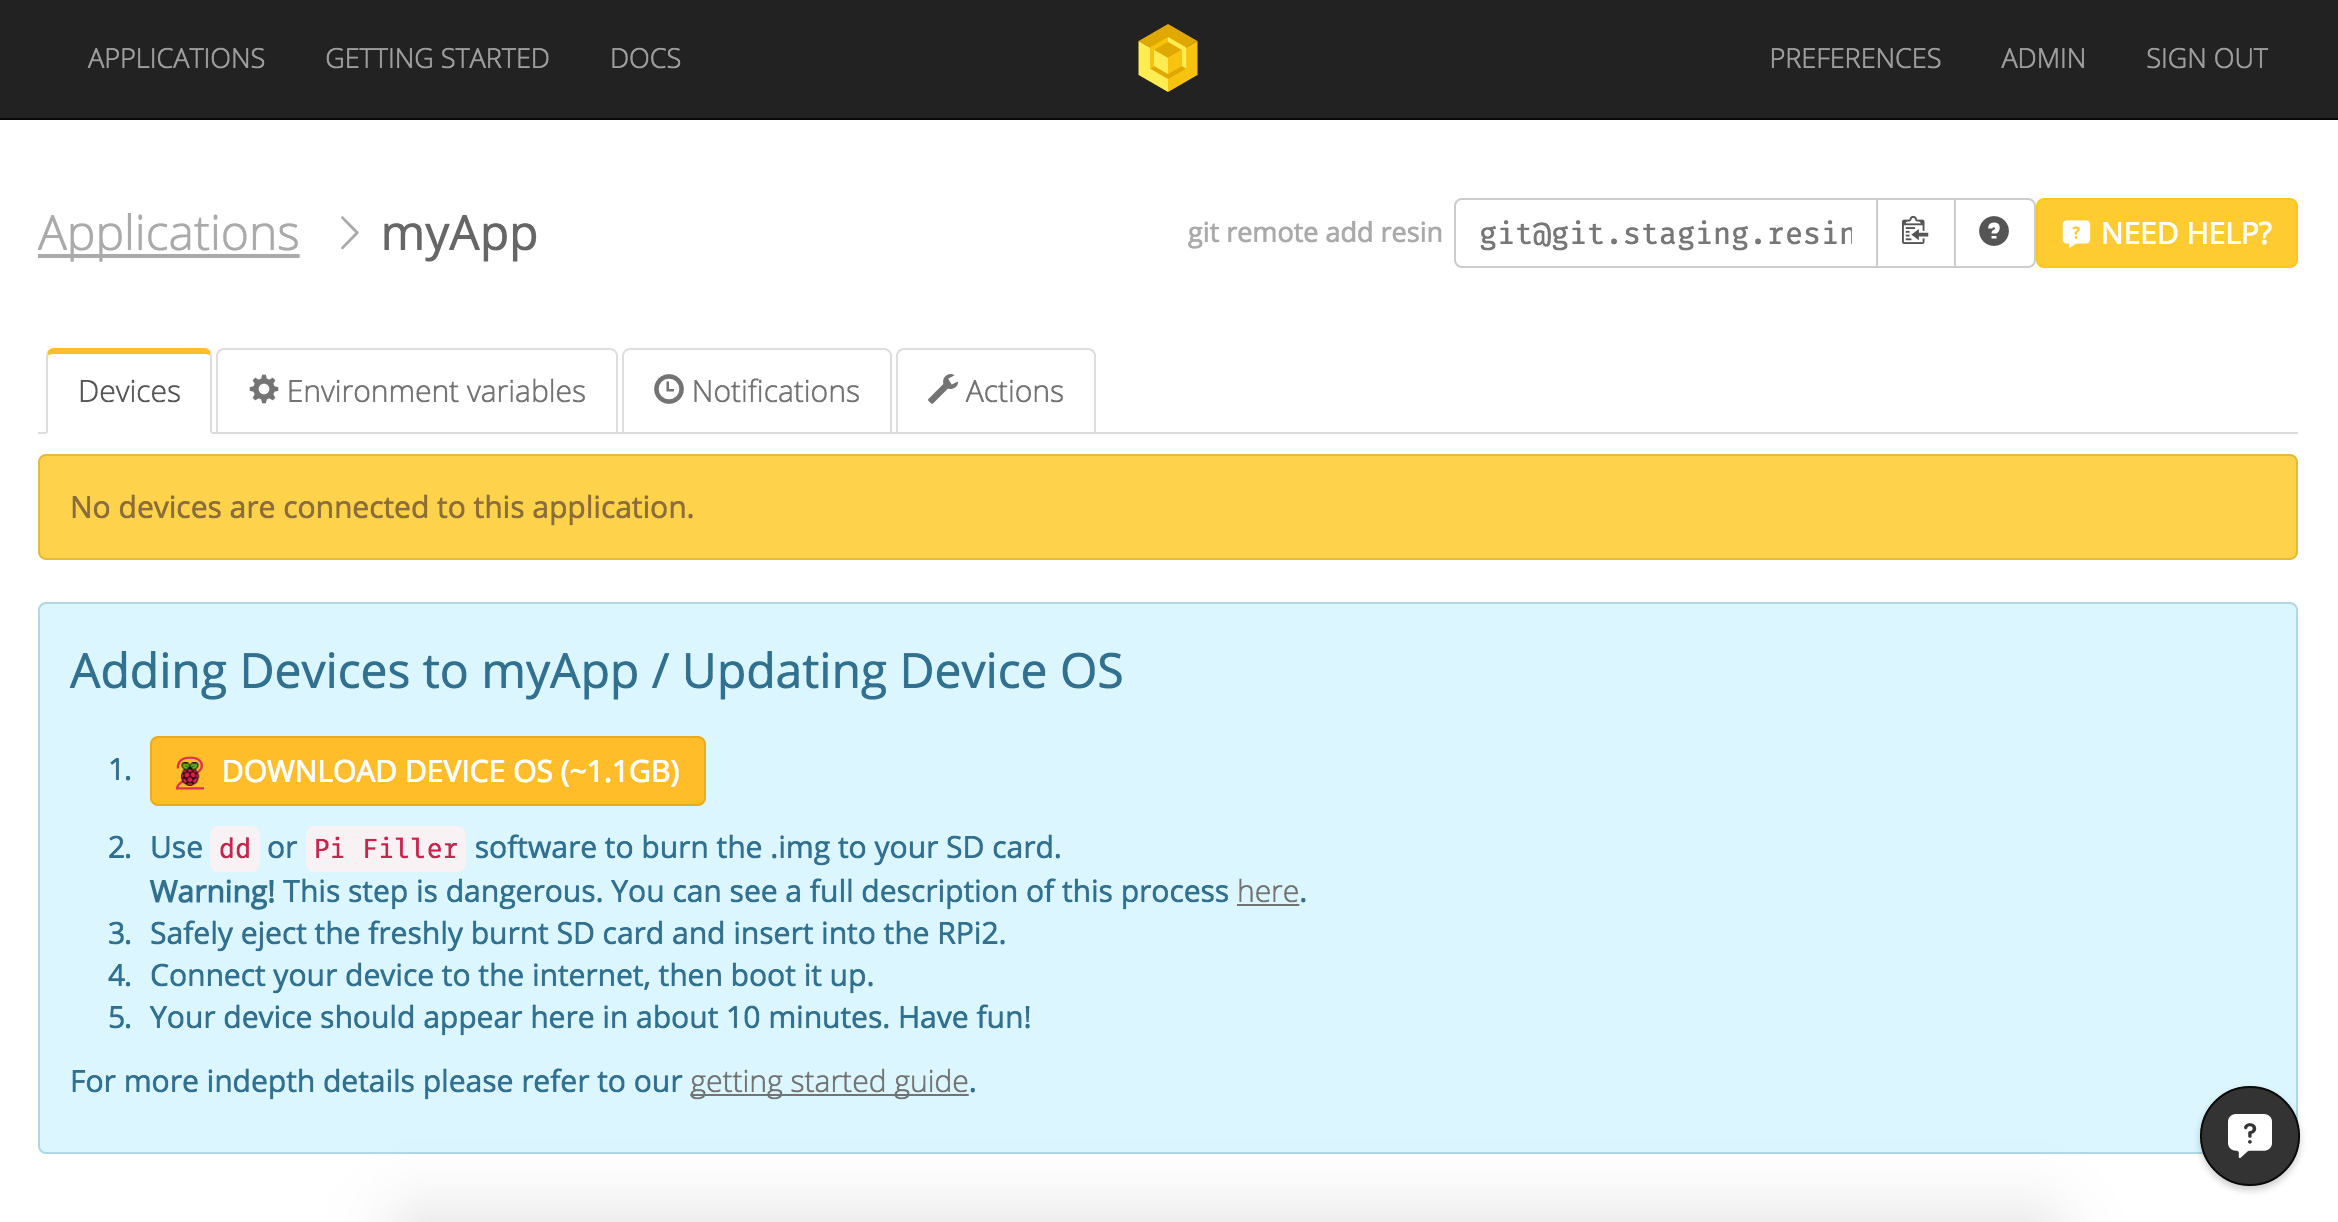 APPLICATIONS GETTING STARTED DOCS PREFERENCES ADMIN SIGN OUT
Applications > myApp git remote add resin git@git.staging.resin NEED HELP?
Devices Environment variables Notifications Actions
No devices are connected to this application.
Adding Devices to myApp / Updating Device OS
1. DOWNLOAD DEVICE OS (~1.1GB)
2. Use dd or Pi Filler software to burn the .img to your SD card.
Warning! This step is dangerous. You can see a full description of this process here.
3. Safely eject the freshly burnt SD card and insert into the RPi2.
4. Connect your device to the internet, then boot it up.
5. Your device should appear here in about 10 minutes. Have fun!
For more indepth details please refer to our getting started guide.